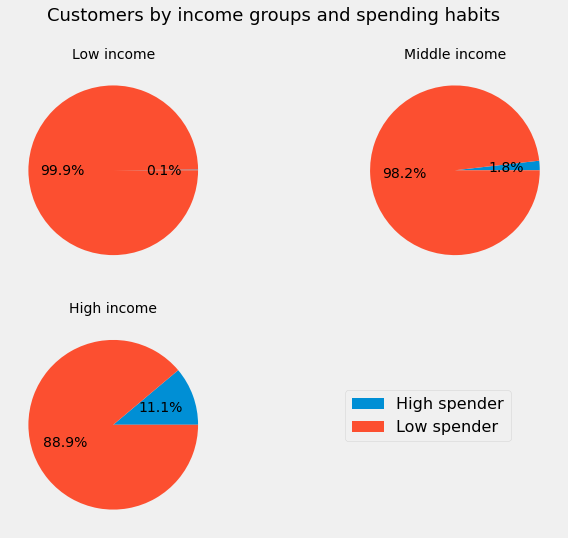 Customers by income groups and spending habits
Low income
Middle income
99.9%
0.1%
98.2%
1.8%
High income
11.1%
88.9%
High spender
Low spender